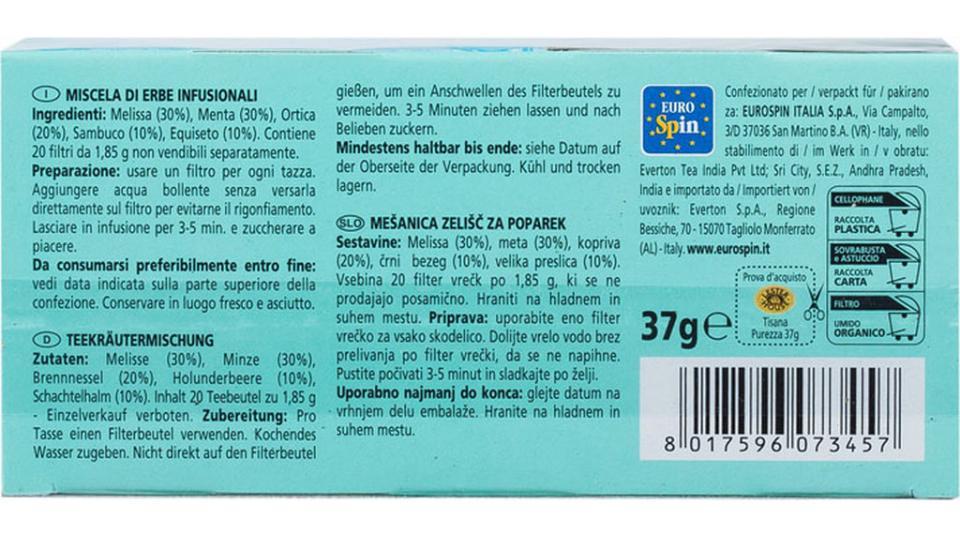 I MISCELA DI ERBE INFUSIONALI
Ingredienti: Melissa (30%), Menta (30%), Ortica
(20%), Sambuco (10%), Equiseto (10%). Contiene
20 filtri da 1,85 g non vendibili separatamente.
Preparazione: usare un filtro per ogni tazza.
Aggiungere acqua bollente senza versarla
direttamente sul filtro per evitarne il rigonfiamento.
Lasciare in infusione per 3-5 min. e zuccherare a
piacere.
Da consumarsi preferibilmente entro fine:
vedi data indicata sulla parte superiore della
confezione. Conservare in luogo fresco e asciutto.
D TEEKRÄUTERMISCHUNG
Zutaten: Melisse (30%), Minze (30%),
Brennnessel (20%), Holunderbeere (10%),
Schachtelhalm (10%). Inhalt 20 Teebeutel zu 1,85 g
- Einzelverkauf verboten. Zubereitung: Pro
Tasse einen Filterbeutel verwenden. Kochendes
Wasser zugeben. Nicht direkt auf den Filterbeutel
gießen, um ein Anschwellen des Filterbeutels zu
vermeiden. 3-5 Minuten ziehen lassen und nach
Belieben zuckern.
Mindestens haltbar bis ende: siehe Datum auf
der Oberseite der Verpackung. Kühl und trocken
lagern.
SLO MEŠANICA ZELIŠČ ZA POPAREK
Sestavine: Melissa (30%), meta (30%), kopriva
(20%), črni bezeg (10%), velika preslica (10%).
Vsebina 20 filter vrečk po 1,85 g, ki se ne
prodajajo posamično. Hraniti na hladnem in
suhem mestu. Priprava: uporabite eno filter
vrečko za vsako skodelico. Dolijte vrelo vodo brez
prelivanja po filter vrečki, da se ne napihne.
Pustite počivati 3-5 minut in sladkajte po želji.
Uporabno najmanj do konca: glejte datum na
vrhnjem delu embalaže. Hranite na hladnem in
suhem mestu.
EURO
Spin
Confezionato per / verpackt für / pakirano
za: EUROSPIN ITALIA S.p.A., Via Campalto,
3/D 37036 San Martino B.A. (VR) - Italy, nello
stabilimento di / im Werk in / v obratu:
Everton Tea India Pvt Ltd; Sri City, S.E.Z., Andhra Pradesh,
India e importato da / Importiert von /
uvoznik: Everton S.p.A., Regione
Bessiche, 70 - 15070 Tagliolo Monferrato
(AL) - Italy. www.eurospin.it
CELLOPHANE
RACCOLTA
PLASTICA
SOVRABUSTA
e ASTUCCIO
RACCOLTA
CARTA
FILTRO
UMIDO
ORGANICO
37g e
Prova d'acquisto
Tisana
Purezza 37g
8 017596 073457